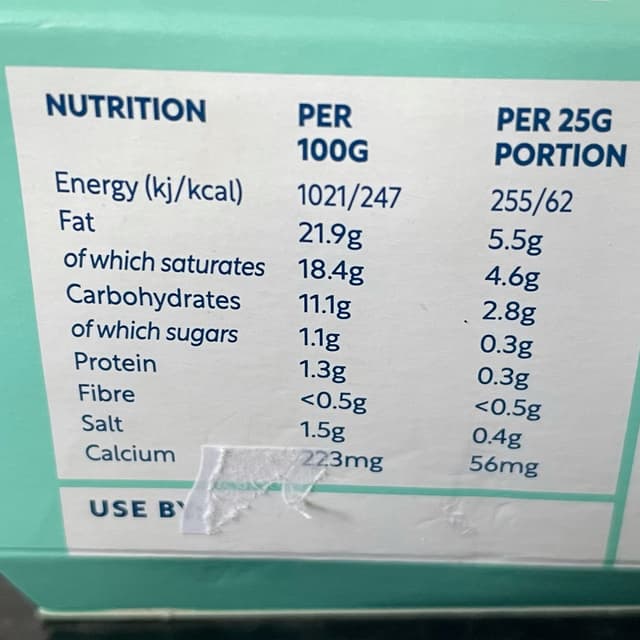 NUTRITION PER 100G PER 25G PORTION
Energy (kj/kcal) 1021/247 255/62
Fat 21.9g 5.5g
of which saturates 18.4g 4.6g
Carbohydrates 11.1g 2.8g
of which sugars 1.1g 0.3g
Protein 1.3g 0.3g
Fibre <0.5g <0.5g
Salt 1.5g 0.4g
Calcium 223mg 56mg
USE BY